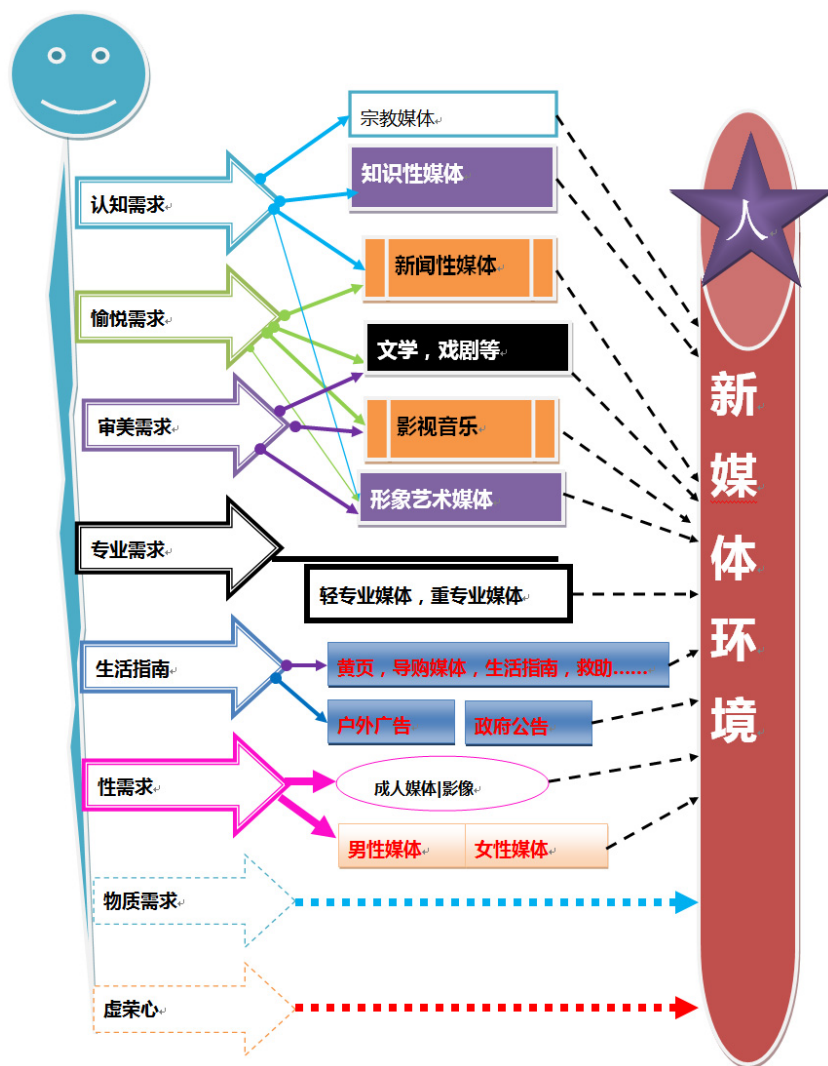 宗教媒体
认知需求
知识性媒体
人
新闻性媒体
愉悦需求
文学，戏剧等
新媒体环境
审美需求
影视音乐
形象艺术媒体
专业需求
轻专业媒体，重专业媒体
生活指南
黄页，导购媒体，生活指南，救助......
户外广告
政府公告
性需求
成人媒体|影像
男性媒体
女性媒体
物质需求
虚荣心